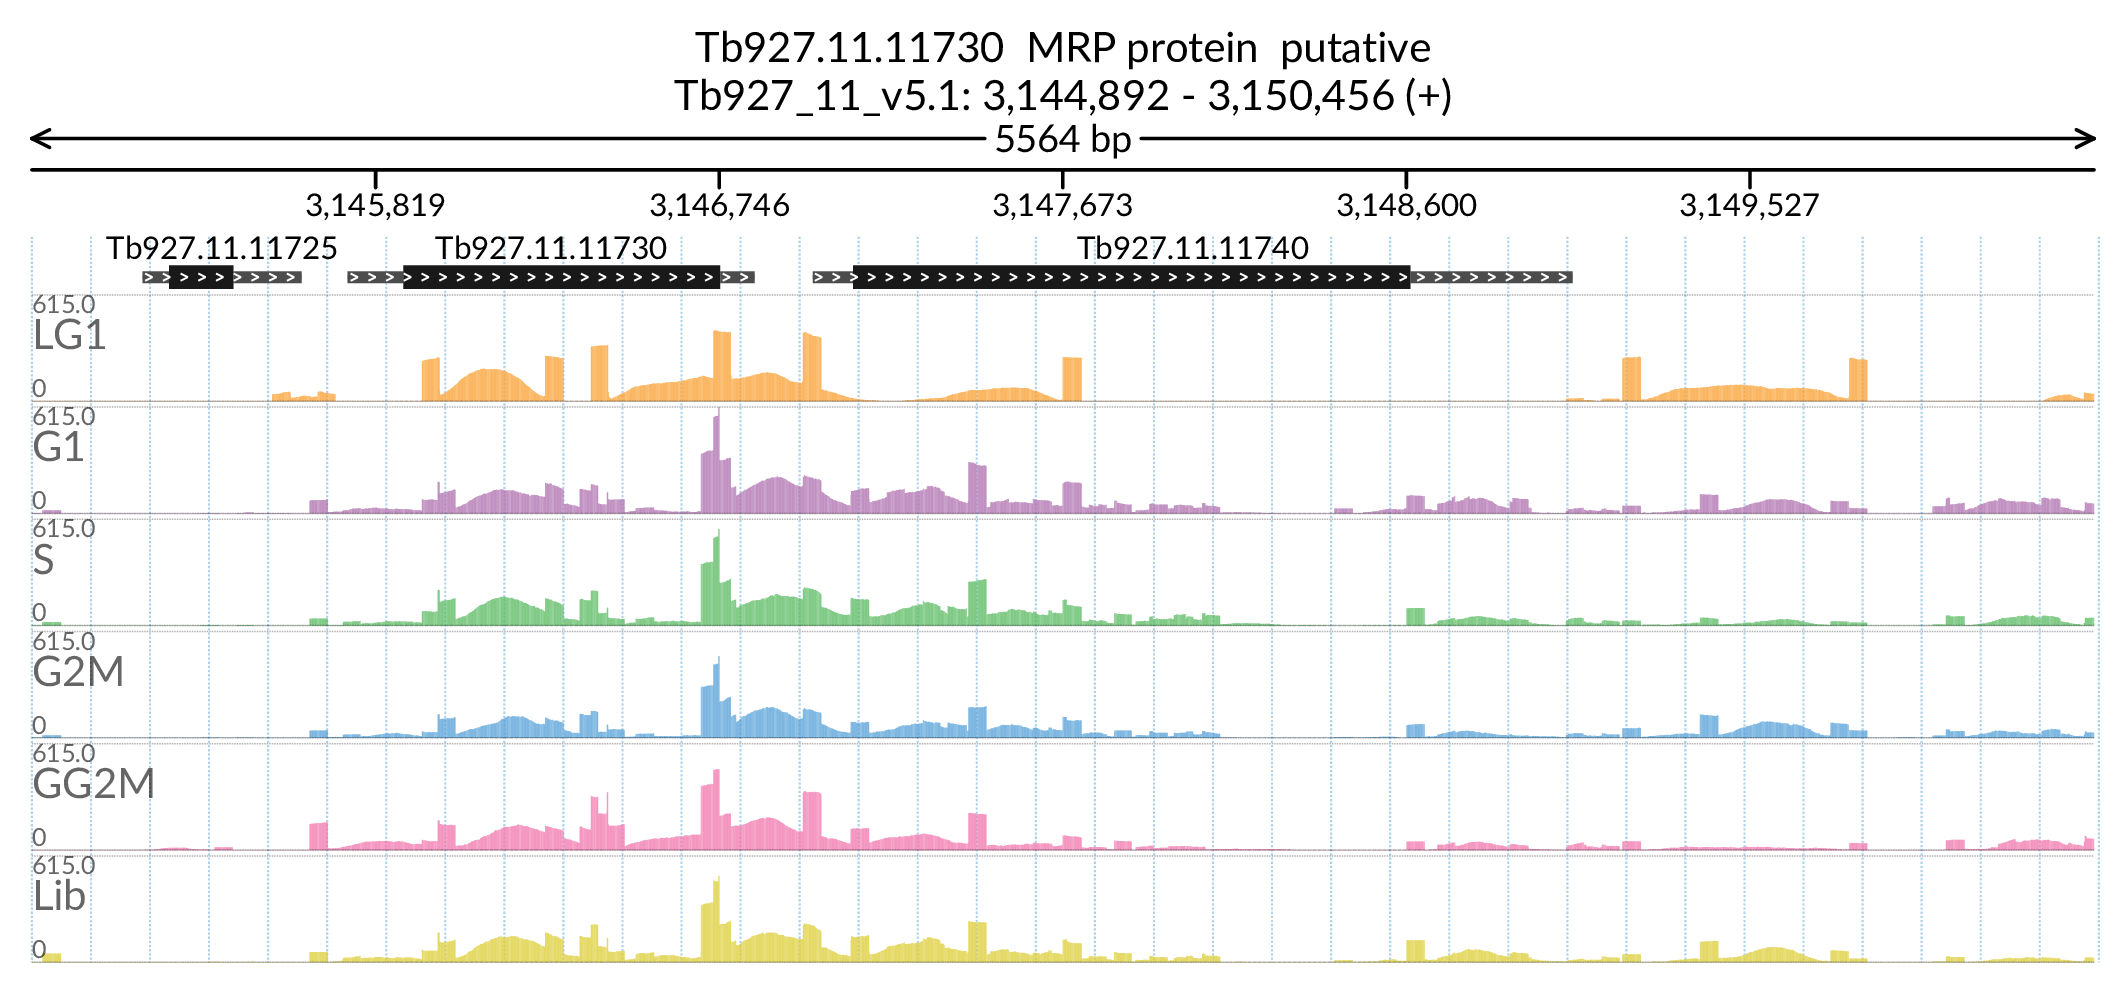 Tb927.11.11730  MRP protein  putative
Tb927_11_v5.1: 3,144,892 - 3,150,456 (+)
5564 bp
3,145,819 3,146,746 3,147,673 3,148,600 3,149,527
Tb927.11.11725 Tb927.11.11730 Tb927.11.11740
615.0
LG1
0
615.0
G1
0
615.0
S
0
615.0
G2M
0
615.0
GG2M
0
615.0
Lib
0